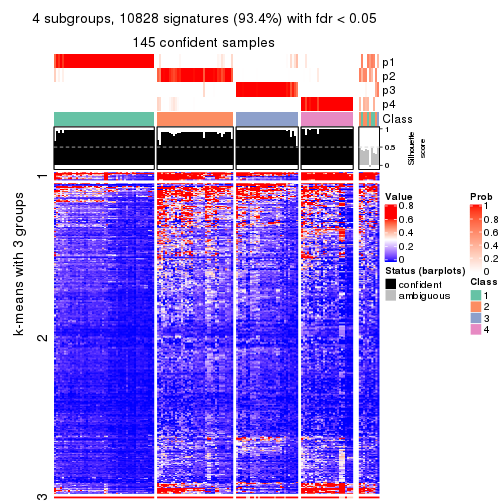 4 subgroups, 10828 signatures (93.4%) with fdr < 0.05
145 confident samples
p1
p2
p3
p4
Class
1
0.5
0
Silhouette
score
k-means with 3 groups
1
2
3
Value
0.8
0.6
0.4
0.2
0
Status (barplots)
confident
ambiguous
Prob
1
0.8
0.6
0.4
0.2
0
Class
1
2
3
4